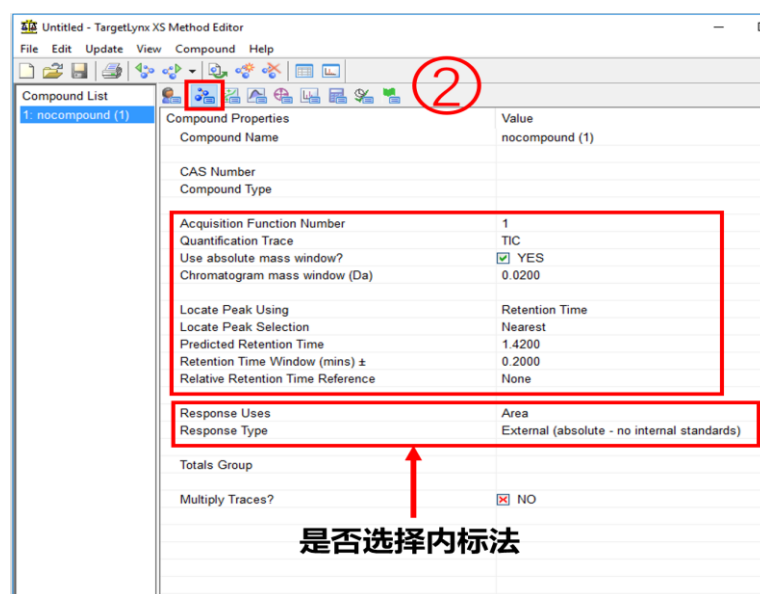 Untitled - TargetLynx XS Method Editor
File Edit Update View Compound Help
②
Compound List
1: nocompound (1)
Compound Properties Value
Compound Name nocompound (1)
CAS Number
Compound Type
Acquisition Function Number 1
Quantification Trace TIC
Use absolute mass window? YES
Chromatogram mass window (Da) 0.0200
Locate Peak Using Retention Time
Locate Peak Selection Nearest
Predicted Retention Time 1.4200
Retention Time Window (mins) ± 0.2000
Relative Retention Time Reference None
Response Uses Area
Response Type External (absolute - no internal standards)
Totals Group
Multiply Traces? NO
是否选择内标法